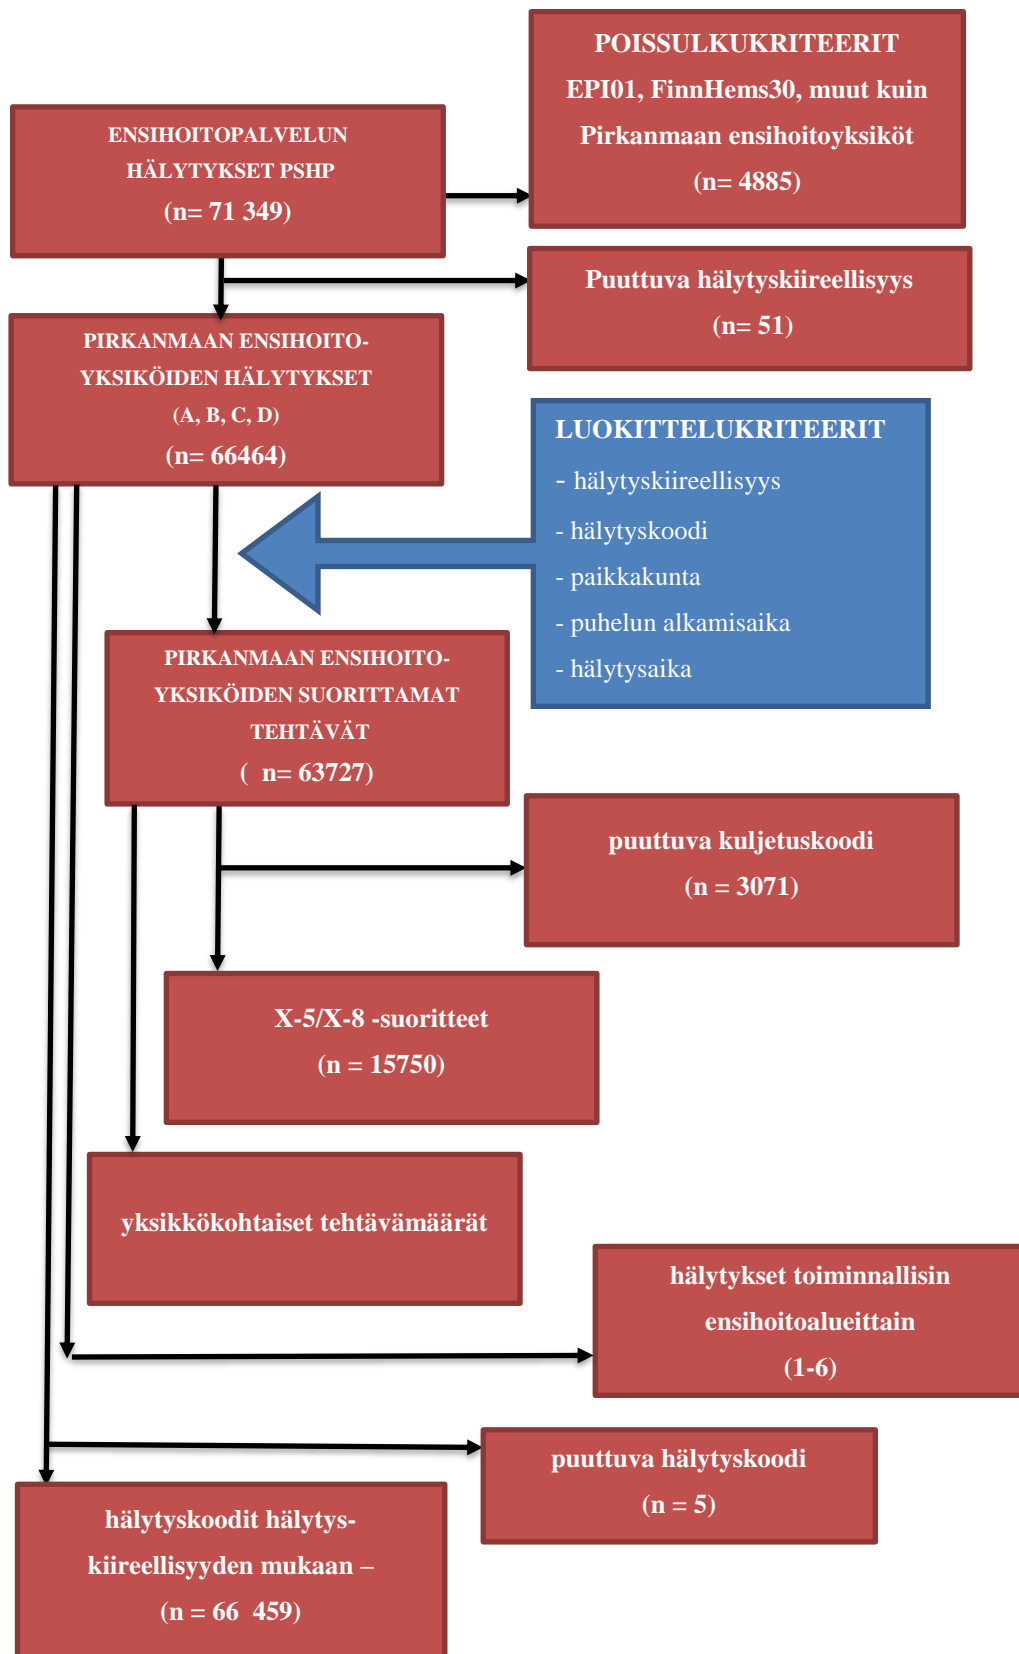 POISSULKUKRITEERIT
EPI01, FinnHems30, muut kuin
Pirkanmaan ensihoitoyksiköt
(n= 4885)
ENSIHOITOPALVELUN
HÄLYTYKSET PSHP
(n= 71 349)
Puuttuva hälytyskiireellisyys
(n= 51)
PIRKANMAAN ENSIHOITO-
YKSIKÖIDEN HÄLYTYKSET
(A, B, C, D)
(n= 66464)
LUOKITTELUKRITEERIT
- hälytyskiireellisyys
- hälytyskoodi
- paikkakunta
- puhelun alkamisaika
- hälytysaika
PIRKANMAAN ENSIHOITO-
YKSIKÖIDEN SUORITTAMAT
TEHTÄVÄT
( n= 63727)
puuttuva kuljetuskoodi
(n = 3071)
X-5/X-8 -suoritteet
(n = 15750)
yksikkökohtaiset tehtävämäärät
hälytykset toiminnallisin
ensihoitoalueittain
(1-6)
puuttuva hälytyskoodi
(n = 5)
hälytyskoodit hälytys-
kiireellisyyden mukaan –
(n = 66 459)